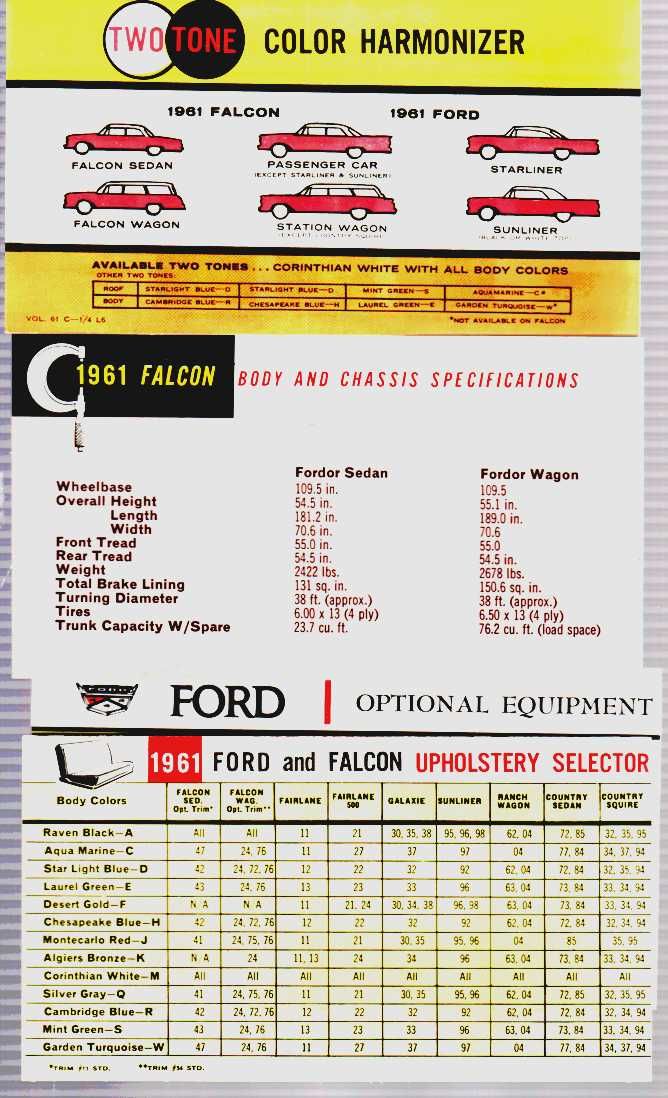 TWO TONE COLOR HARMONIZER
1961 FALCON 1961 FORD
FALCON SEDAN PASSENGER CAR STARLINER
(EXCEPT STARLINER & SUNLINER)
FALCON WAGON STATION WAGON SUNLINER
(EXCEPT COUNTRY SQUIRE) (BLACK OR WHITE TOP)
AVAILABLE TWO TONES... CORINTHIAN WHITE WITH ALL BODY COLORS
OTHER TWO TONES:
ROOF STARLIGHT BLUE—D STARLIGHT BLUE—D MINT GREEN—S AQUAMARINE—C*
BODY CAMBRIDGE BLUE—R CHESAPEAKE BLUE—H LAUREL GREEN—E GARDEN TURQUOISE—W*
VOL. 61 C—1/4 L6 *NOT AVAILABLE ON FALCON
1961 FALCON BODY AND CHASSIS SPECIFICATIONS
Fordor Sedan Fordor Wagon
Wheelbase 109.5 in. 109.5
Overall Height 54.5 in. 55.1 in.
Length 181.2 in. 189.0 in.
Width 70.6 in. 70.6
Front Tread 55.0 in. 55.0
Rear Tread 54.5 in. 54.5 in.
Weight 2422 lbs. 2678 lbs.
Total Brake Lining 131 sq. in. 150.6 sq. in.
Turning Diameter 38 ft. (approx.) 38 ft. (approx.)
Tires 6.00 x 13 (4 ply) 6.50 x 13 (4 ply)
Trunk Capacity W/Spare 23.7 cu. ft. 76.2 cu. ft. (load space)
FORD OPTIONAL EQUIPMENT
1961 FORD and FALCON UPHOLSTERY SELECTOR
Body Colors FALCON SED. Opt. Trim* FALCON WAG. Opt. Trim** FAIRLANE FAIRLANE 500 GALAXIE SUNLINER RANCH WAGON COUNTRY SEDAN COUNTRY SQUIRE
Raven Black—A All All 11 21 30, 35, 38 95, 96, 98 62, 04 72, 85 32, 35, 95
Aqua Marine—C 47 24, 76 11 27 37 97 04 77, 84 34, 37, 94
Star Light Blue—D 42 24, 72, 76 12 22 32 92 62, 04 72, 84 32, 35, 94
Laurel Green—E 43 24, 76 13 23 33 96 63, 04 73, 84 33, 34, 94
Desert Gold—F N A N A 11 21, 24 30, 34, 38 96, 98 63, 04 73, 84 33, 34, 94
Chesapeake Blue—H 42 24, 72, 76 12 22 32 92 62, 04 72, 84 32, 34, 94
Montecarlo Red—J 41 24, 75, 76 11 21 30, 35 95, 96 04 85 35, 95
Algiers Bronze—K N. A 24 11, 13 24 34 96 63, 04 73, 84 33, 34, 94
Corinthian White—M All All All All All All All All All
Silver Gray—Q 41 24, 75, 76 11 21 30, 35 95, 96 62, 04 72, 85 32, 35, 95
Cambridge Blue—R 42 24, 72, 76 12 22 32 92 62, 04 72, 84 32, 34, 94
Mint Green—S 43 24, 76 13 23 33 96 63, 04 73, 84 33, 34, 94
Garden Turquoise—W 47 24, 76 11 27 37 97 04 77, 84 34, 37, 94
*TRIM #11 STD. **TRIM #34 STD.